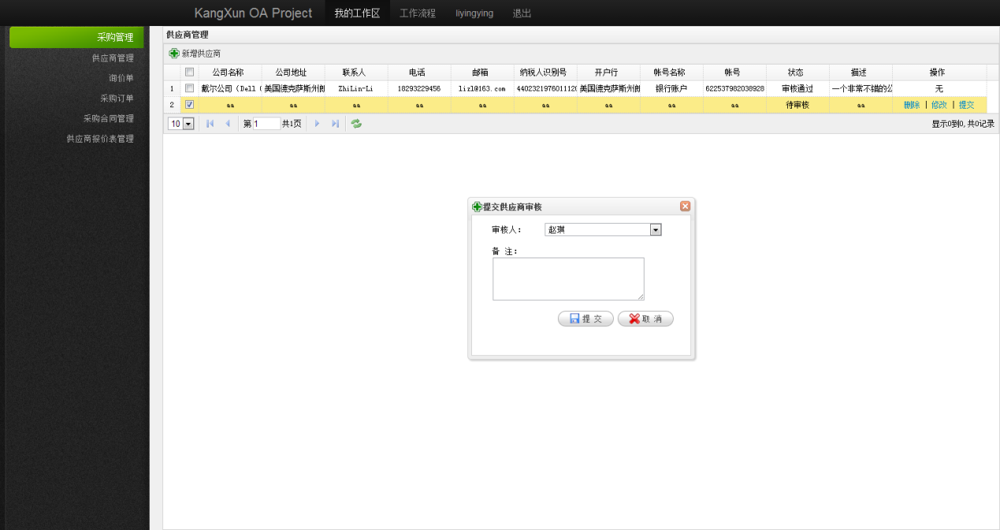 KangXun OA Project 我的工作区 工作流程 liyingying 退出
采购管理
供应商管理
询价单
采购订单
采购合同管理
供应商报价表管理
供应商管理
新增供应商
公司名称 公司地址 联系人 电话 邮箱 纳税人识别号 开户行 帐号名称 帐号 状态 描述 操作
1 戴尔公司（Dell 美国德克萨斯州 ZhiLin-Li 18293229456 lizl@163.com 44023219760112 美国德克萨斯州 银行账户 622537982038928 审核通过 一个非常不错的 无
2 aa aa aa aa aa aa aa aa aa 待审核 aa 删除 | 修改 | 提交
10 第 1 共1页 显示0到0, 共0记录
提交供应商审核
审核人： 赵琪
备 注：
提 交 取 消